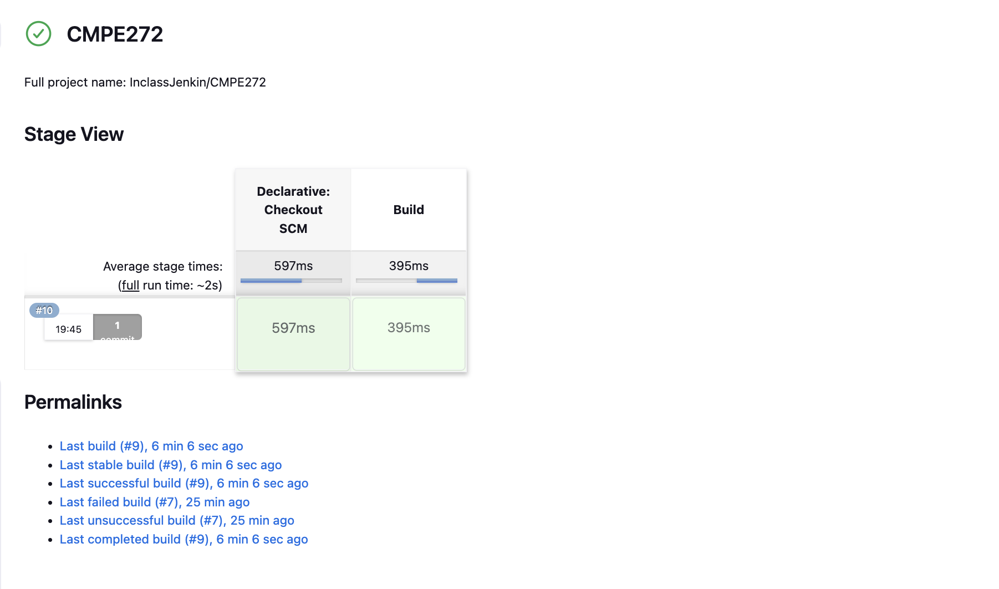 CMPE272
Full project name: InclassJenkin/CMPE272
Stage View
Declarative:
Checkout
SCM
Build
Average stage times:
(full run time: ~2s)
597ms
395ms
#10
19:45
1
commit
597ms
395ms
Permalinks
Last build (#9), 6 min 6 sec ago
Last stable build (#9), 6 min 6 sec ago
Last successful build (#9), 6 min 6 sec ago
Last failed build (#7), 25 min ago
Last unsuccessful build (#7), 25 min ago
Last completed build (#9), 6 min 6 sec ago